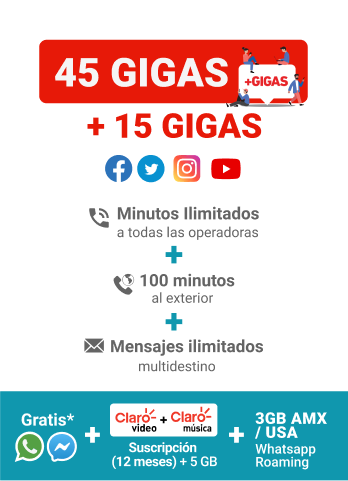 45 GIGAS
+GIGAS
+ 15 GIGAS
Minutos Ilimitados
a todas las operadoras
+
100 minutos
al exterior
+
Mensajes ilimitados
multidestino
Gratis*
+
Claro video + Claro música
Suscripción
(12 meses) + 5 GB
+
3GB AMX
/ USA
Whatsapp
Roaming